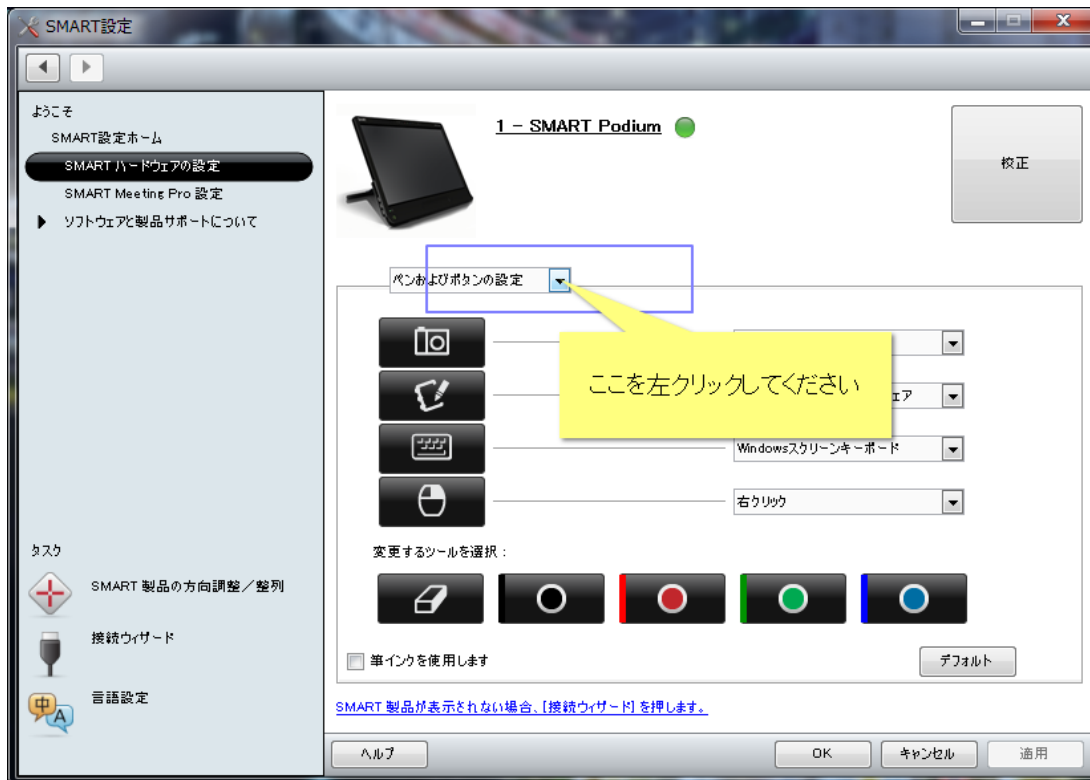 SMART設定
ようこそ
SMART設定ホーム
SMART ハードウェアの設定
SMART Meeting Pro 設定
ソフトウェアと製品サポートについて
1 - SMART Podium
校正
ペンおよびボタンの設定
ここを左クリックしてください
ェア
Windowsスクリーンキーボード
右クリック
変更するツールを選択 :
筆インクを使用します
デフォルト
タスク
SMART 製品の方向調整／整列
接続ウィザード
中 A
言語設定
SMART 製品が表示されない場合、[接続ウィザード] を押します。
ヘルプ
OK
キャンセル
適用